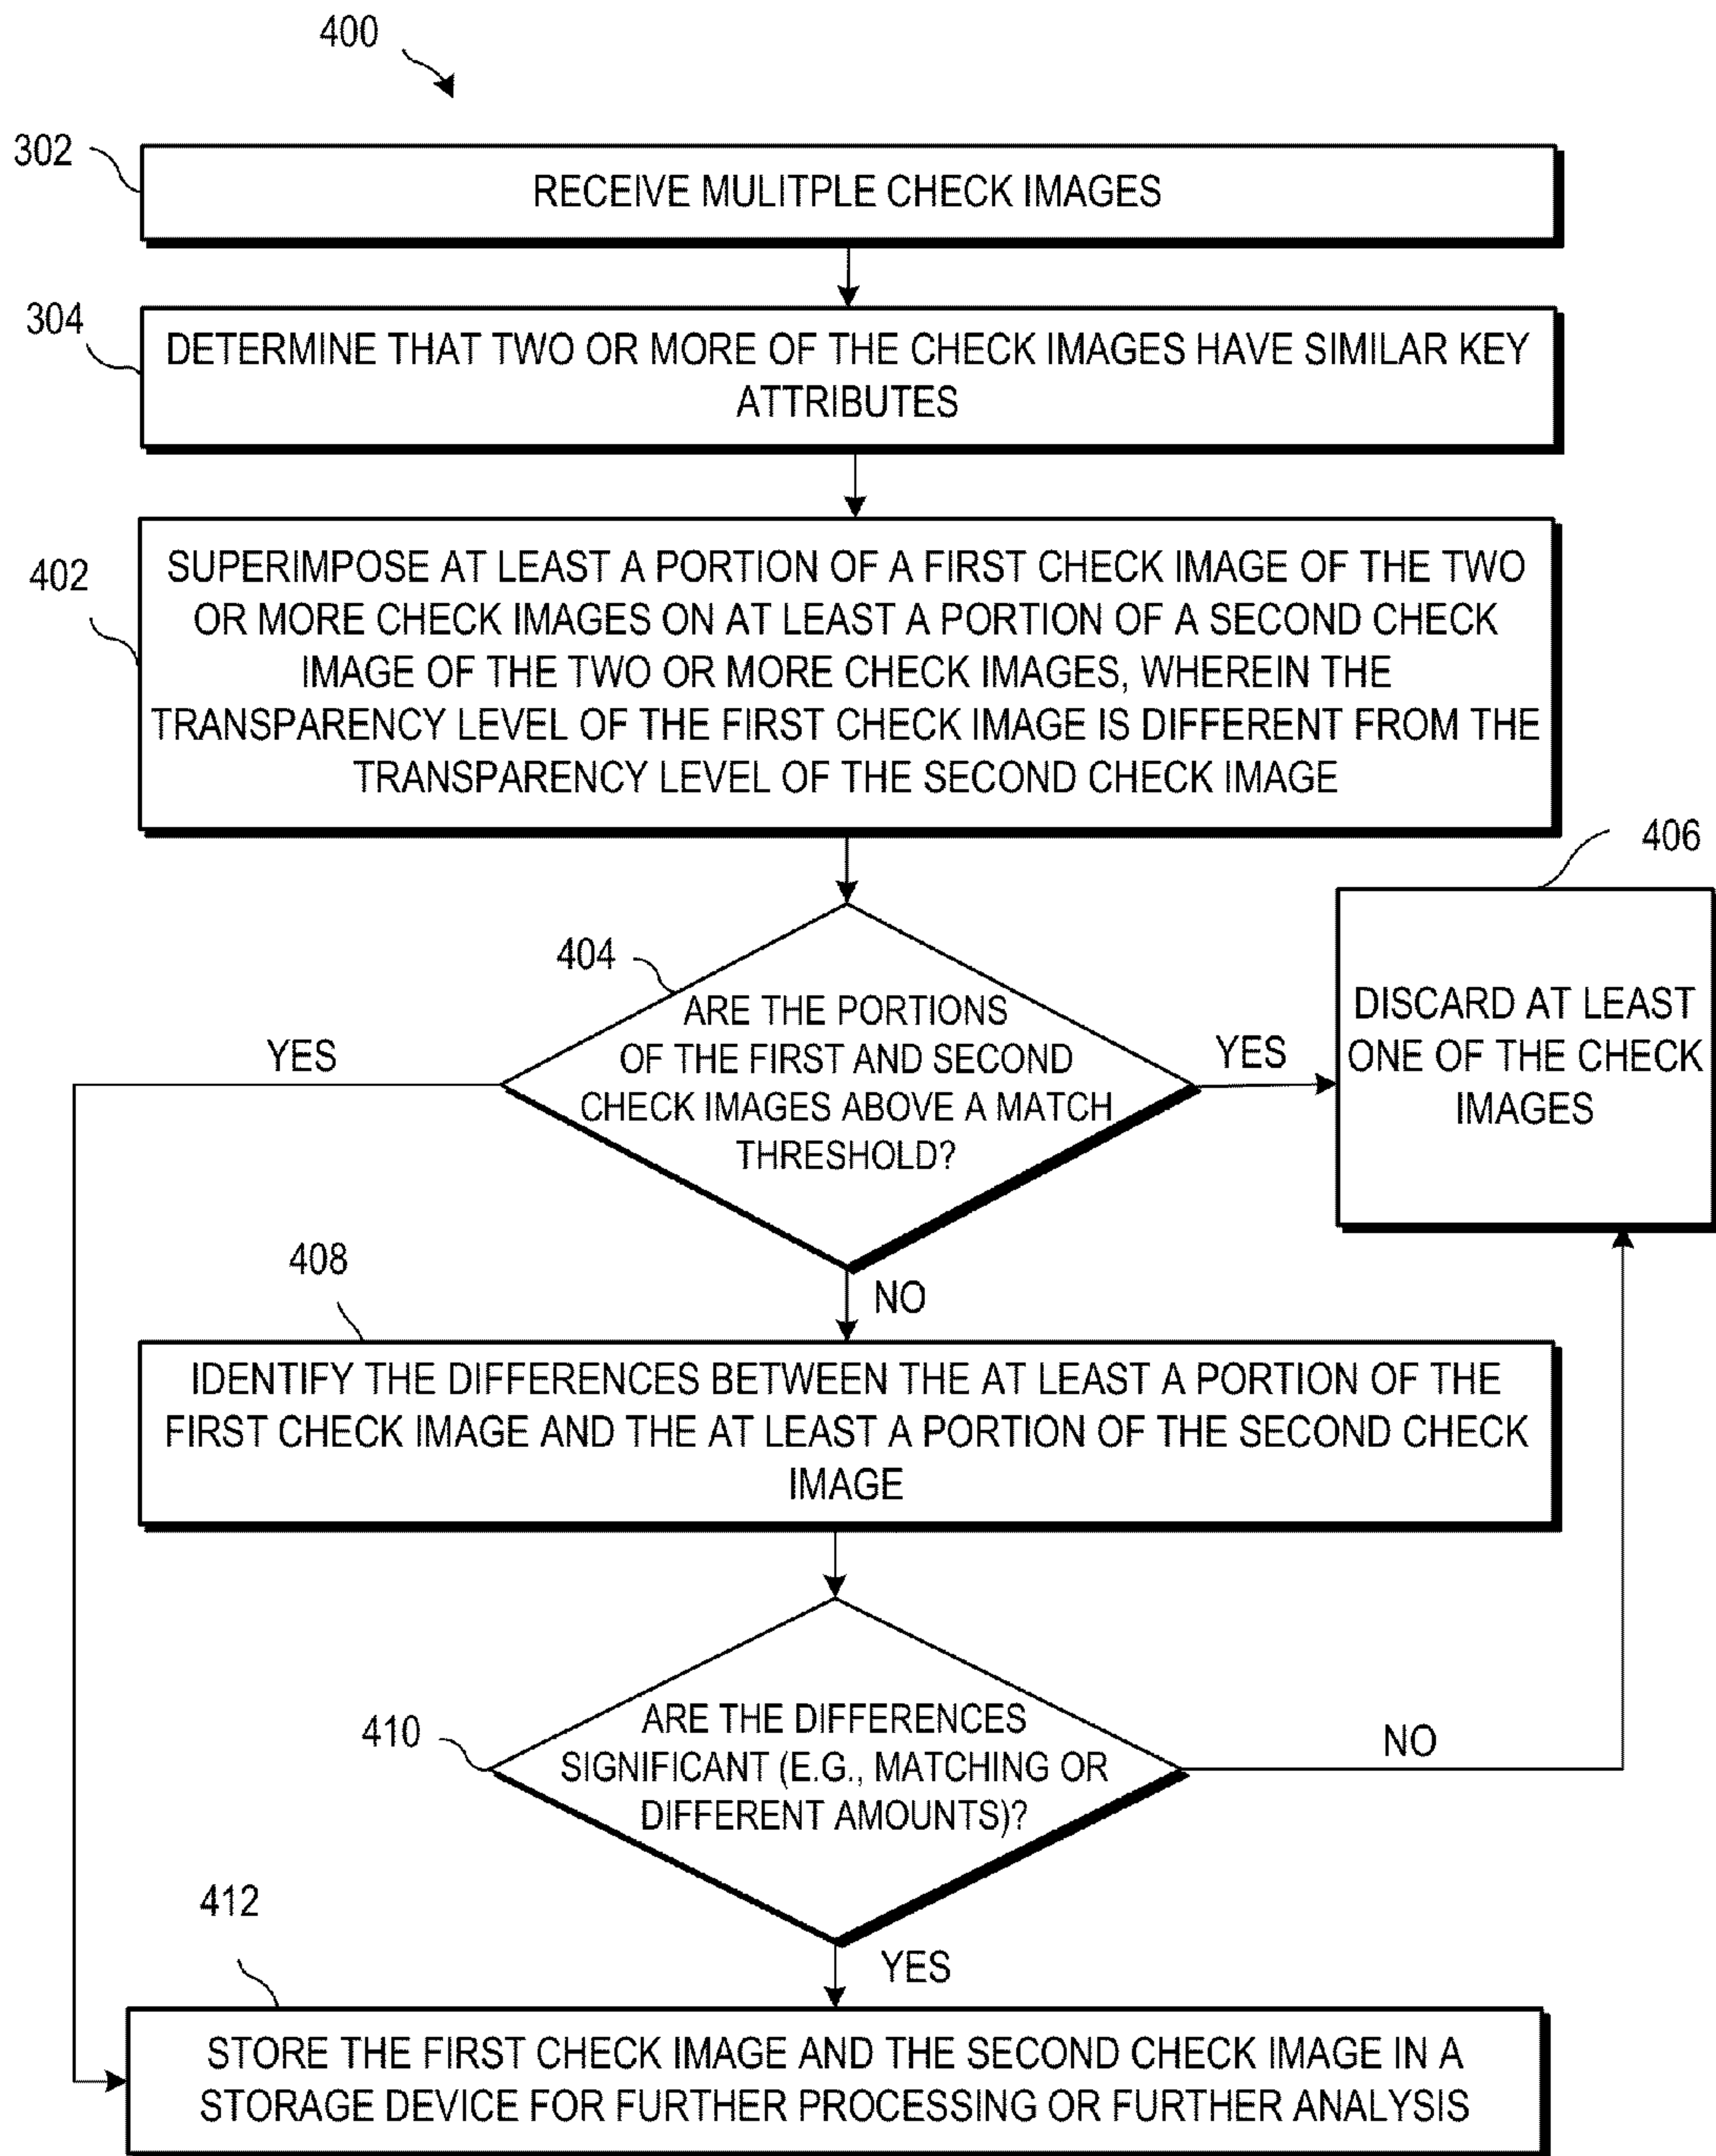 400
302
RECEIVE MULITPLE CHECK IMAGES
304
DETERMINE THAT TWO OR MORE OF THE CHECK IMAGES HAVE SIMILAR KEY
ATTRIBUTES
402
SUPERIMPOSE AT LEAST A PORTION OF A FIRST CHECK IMAGE OF THE TWO
OR MORE CHECK IMAGES ON AT LEAST A PORTION OF A SECOND CHECK
IMAGE OF THE TWO OR MORE CHECK IMAGES, WHEREIN THE
TRANSPARENCY LEVEL OF THE FIRST CHECK IMAGE IS DIFFERENT FROM THE
TRANSPARENCY LEVEL OF THE SECOND CHECK IMAGE
404
ARE THE PORTIONS
OF THE FIRST AND SECOND
CHECK IMAGES ABOVE A MATCH
THRESHOLD?
YES
YES
406
DISCARD AT LEAST
ONE OF THE CHECK
IMAGES
NO
408
IDENTIFY THE DIFFERENCES BETWEEN THE AT LEAST A PORTION OF THE
FIRST CHECK IMAGE AND THE AT LEAST A PORTION OF THE SECOND CHECK
IMAGE
410
ARE THE DIFFERENCES
SIGNIFICANT (E.G., MATCHING OR
DIFFERENT AMOUNTS)?
NO
YES
412
STORE THE FIRST CHECK IMAGE AND THE SECOND CHECK IMAGE IN A
STORAGE DEVICE FOR FURTHER PROCESSING OR FURTHER ANALYSIS